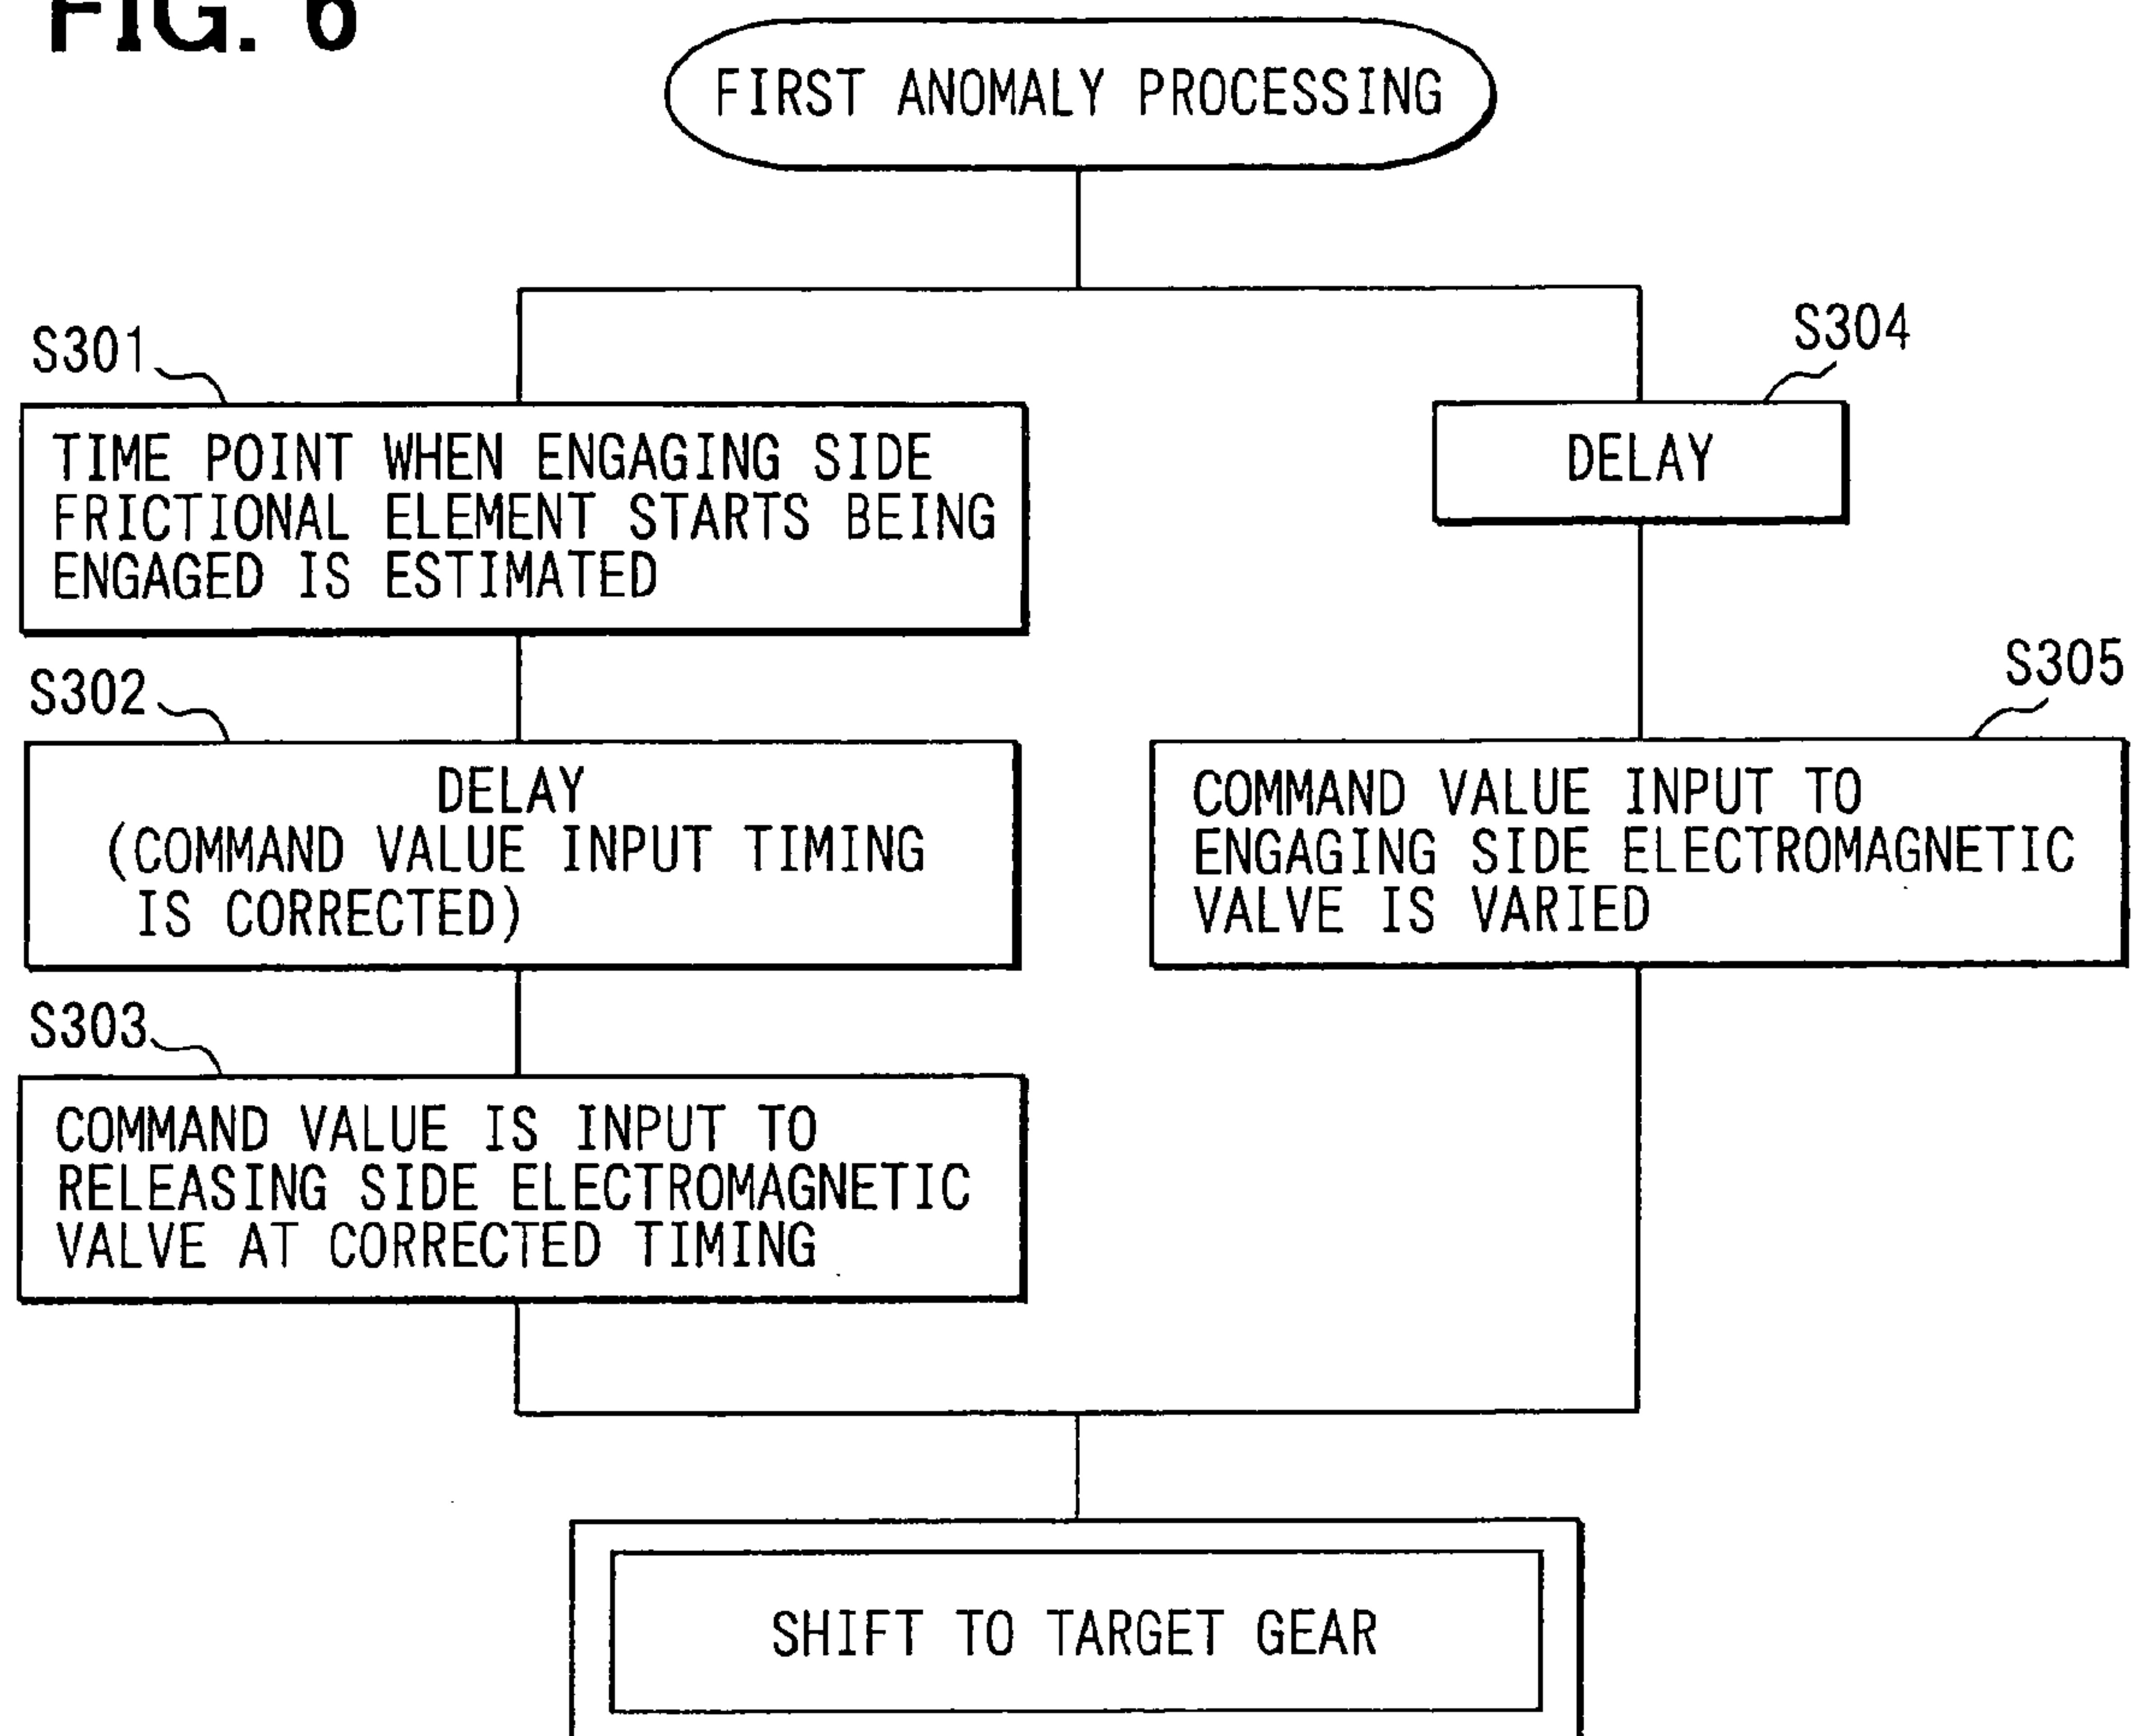 FIG. 6
FIRST ANOMALY PROCESSING
S301
TIME POINT WHEN ENGAGING SIDE
FRICTIONAL ELEMENT STARTS BEING
ENGAGED IS ESTIMATED
S302
DELAY
(COMMAND VALUE INPUT TIMING
IS CORRECTED)
S303
COMMAND VALUE IS INPUT TO
RELEASING SIDE ELECTROMAGNETIC
VALVE AT CORRECTED TIMING
S304
DELAY
S305
COMMAND VALUE INPUT TO
ENGAGING SIDE ELECTROMAGNETIC
VALVE IS VARIED
SHIFT TO TARGET GEAR